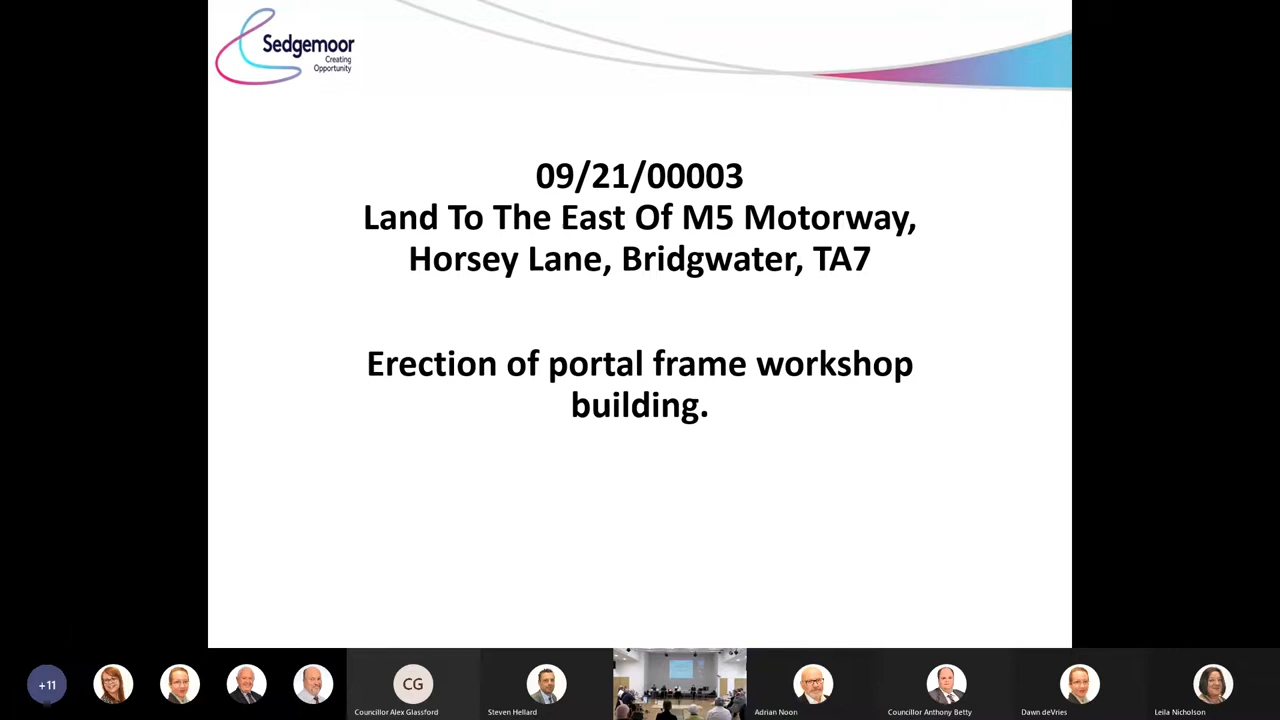 Sedgemoor
Creating
Opportunity
09/21/00003
Land To The East Of M5 Motorway,
Horsey Lane, Bridgwater, TA7
Erection of portal frame workshop
building.
+11
CG
Councillor Alex Glassford
Steven Hellard
Adrian Noon
Councillor Anthony Betty
Dawn deVries
Leila Nicholson